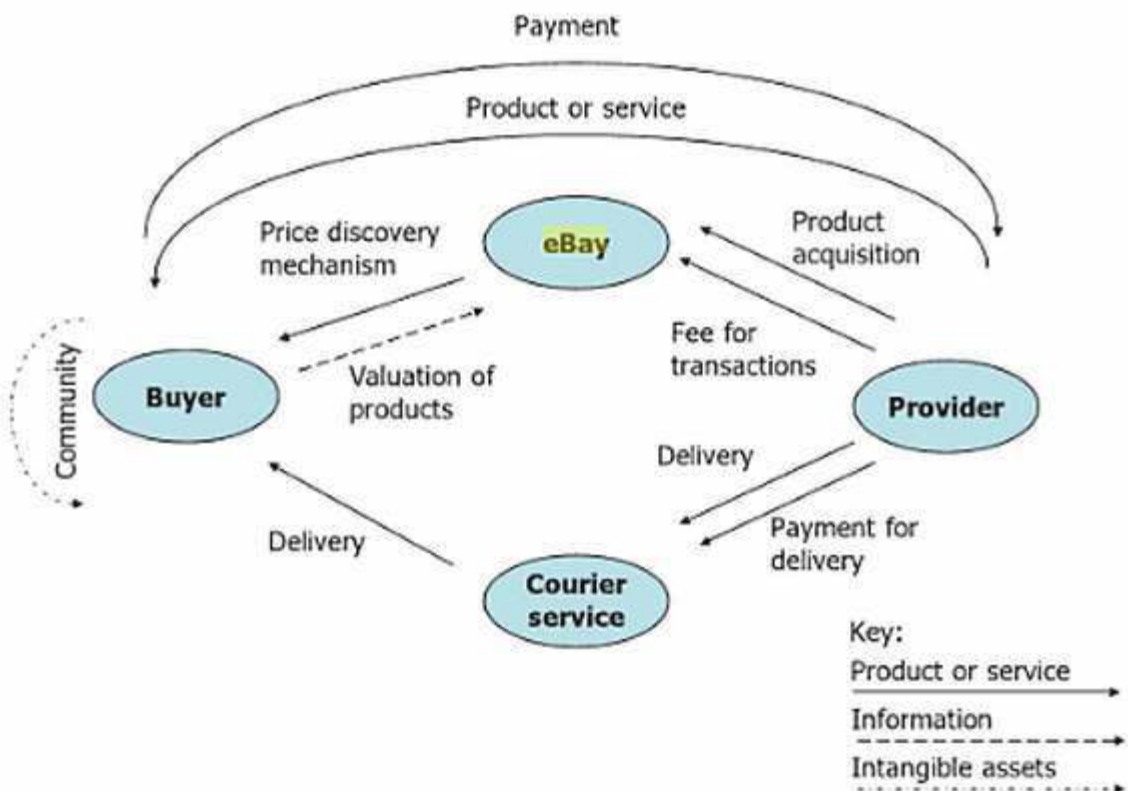 Payment
Product or service
Price discovery
mechanism
eBay
Product
acquisition
Fee for
transactions
Community
Buyer
Valuation of
products
Provider
Delivery
Delivery
Payment for
delivery
Courier
service
Key:
Product or service
Information
Intangible assets